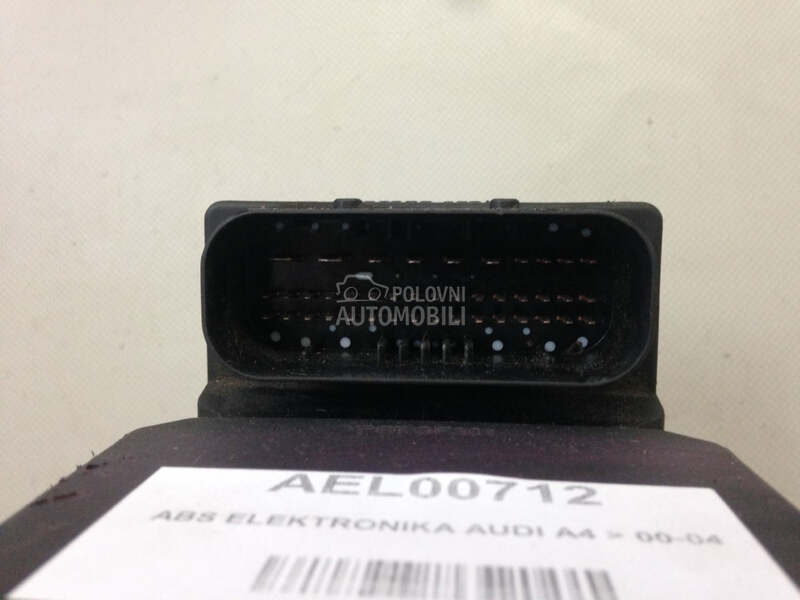 POLOVNI
AUTOMOBILI
AEL00712
ABS ELEKTRONIKA AUDI A4 > 00-04